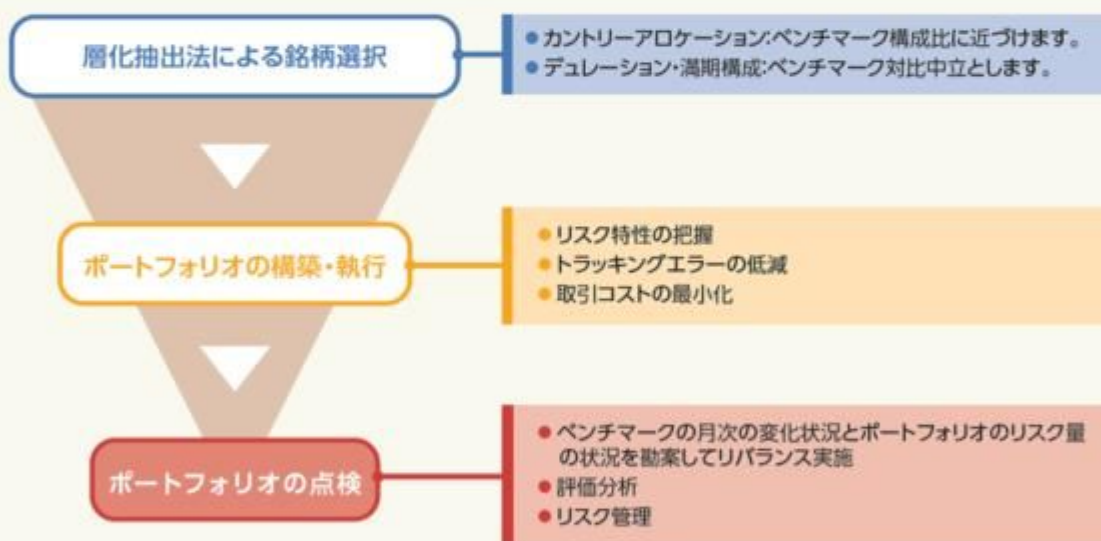 層化抽出法による銘柄選択
●カントリーアロケーション:ベンチマーク構成比に近づけます。
●デュレーション・満期構成:ベンチマーク対比中立とします。
ポートフォリオの構築・執行
●リスク特性の把握
●トラッキングエラーの低減
●取引コストの最小化
ポートフォリオの点検
●ベンチマークの月次の変化状況とポートフォリオのリスク量
の状況を勘案してリバランス実施
●評価分析
●リスク管理